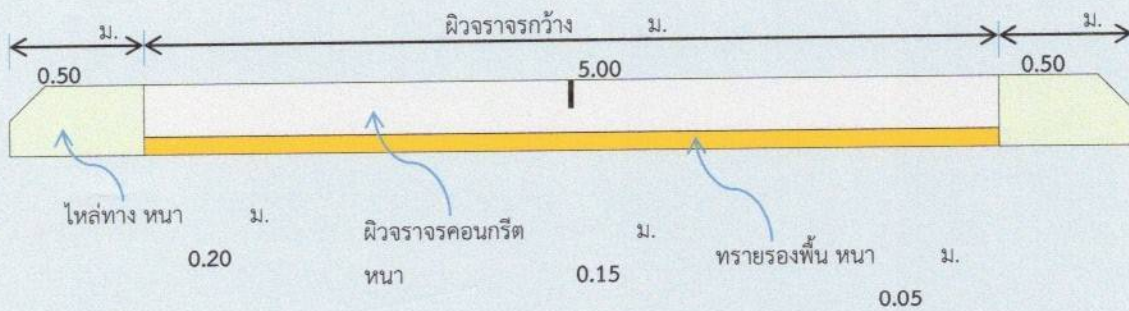 ม. ผิวจราจรกว้าง ม. ม.
0.50 5.00 0.50
ไหล่ทาง หนา ม.
0.20
ผิวจราจรคอนกรีต ม.
หนา 0.15
ทรายรองพื้น หนา ม.
0.05